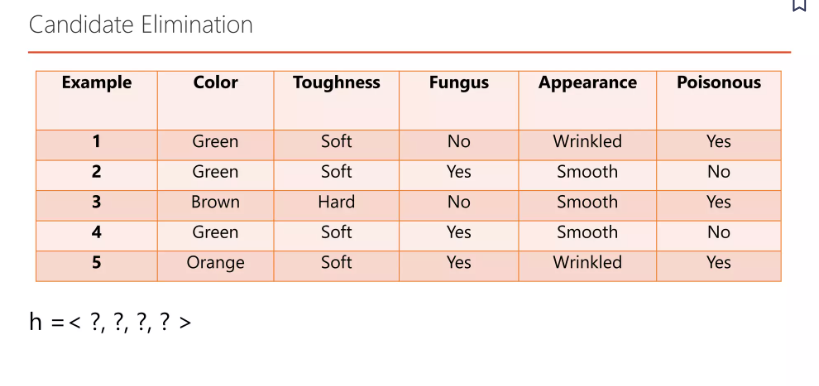 Candidate Elimination
Example Color Toughness Fungus Appearance Poisonous
1 Green Soft No Wrinkled Yes
2 Green Soft Yes Smooth No
3 Brown Hard No Smooth Yes
4 Green Soft Yes Smooth No
5 Orange Soft Yes Wrinkled Yes
h =< ?, ?, ?, ? >